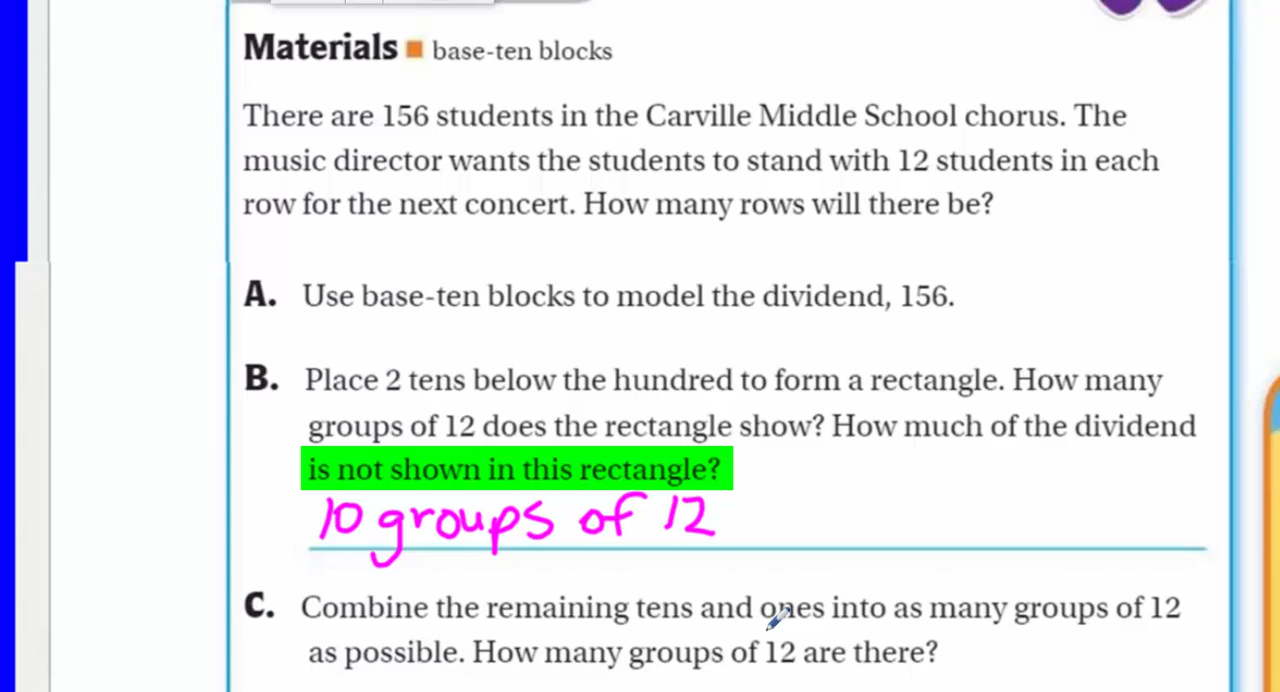 Materials ■ base-ten blocks
There are 156 students in the Carville Middle School chorus. The
music director wants the students to stand with 12 students in each
row for the next concert. How many rows will there be?
A. Use base-ten blocks to model the dividend, 156.
B. Place 2 tens below the hundred to form a rectangle. How many
groups of 12 does the rectangle show? How much of the dividend
is not shown in this rectangle?
10 groups of 12
C. Combine the remaining tens and ones into as many groups of 12
as possible. How many groups of 12 are there?